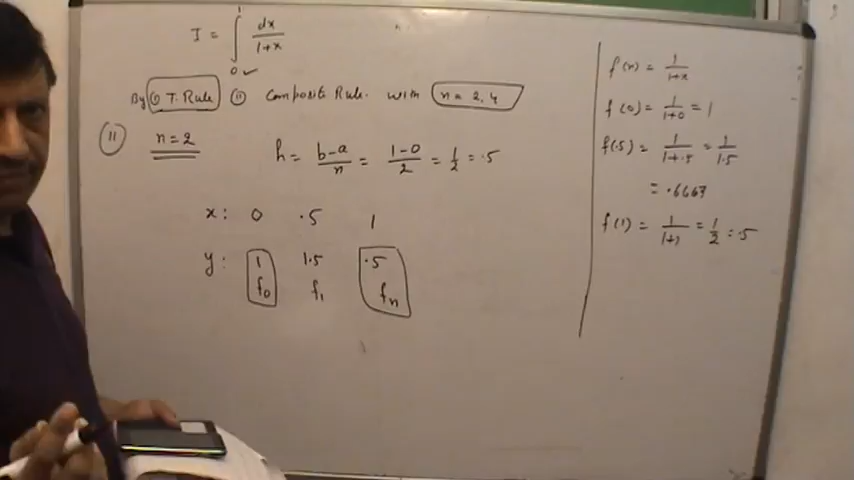 I = ∫₀¹ dx/(1+x) ✓
By (i) T. Rule (ii) Composite Rule. with n = 2, 4
(ii) n = 2
h = (b-a)/n = (1-0)/2 = 1/2 = .5
x: 0 .5 1
y: 1 1.5 .5
f₀ f₁ fₙ
f(x) = 1/(1+x)
f(0) = 1/(1+0) = 1
f(.5) = 1/(1+.5) = 1/1.5
= .6663
f(1) = 1/(1+1) = 1/2 = .5